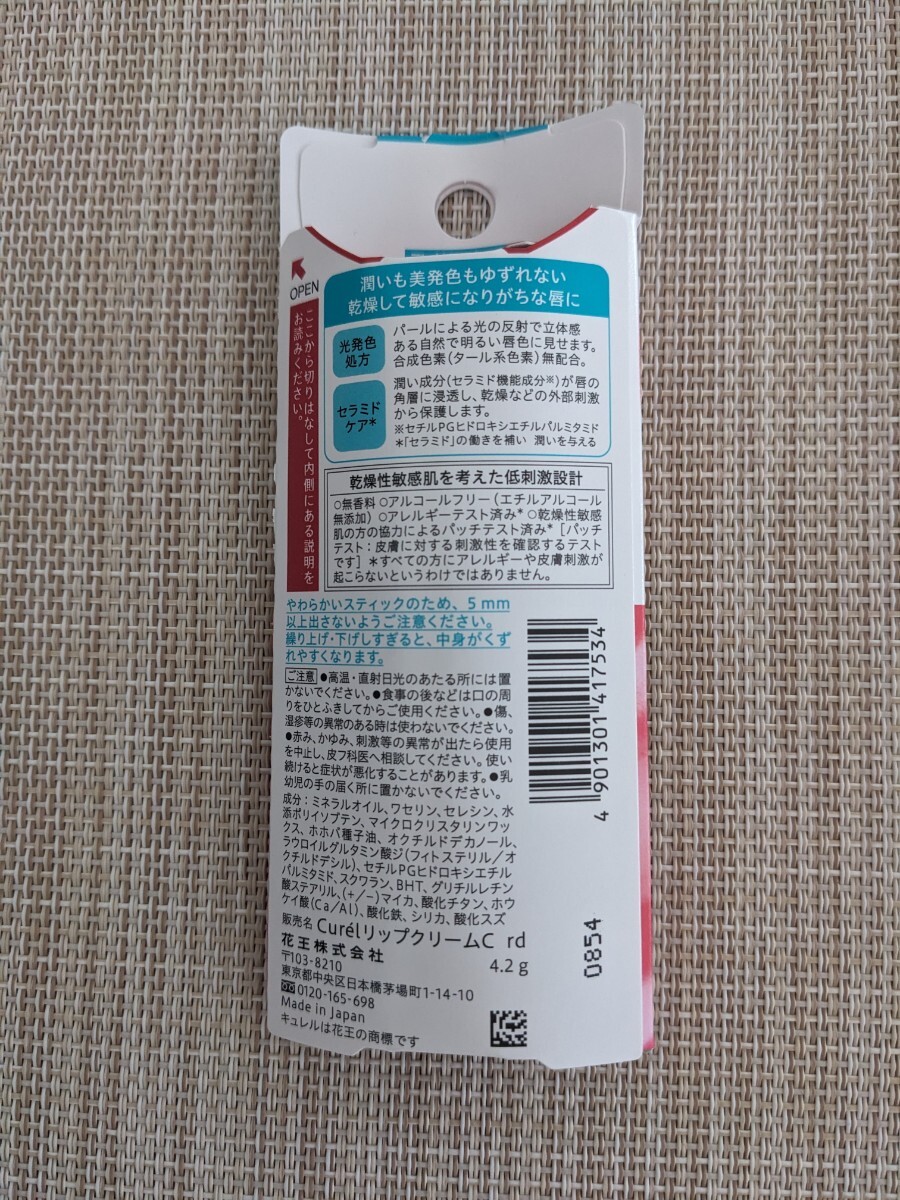 OPEN
ここから切りはなして内側にある説明を
お読みください。
潤いも美発色もゆずれない
乾燥して敏感になりがちな唇に
光発色
処方
パールによる光の反射で立体感
ある自然で明るい唇色に見せます。
合成色素(タール系色素)無配合。
セラミド
ケア*
潤い成分(セラミド機能成分※)が唇の
角層に浸透し、乾燥などの外部刺激
から保護します。
※セチルPGヒドロキシエチルパルミタミド
*「セラミド」の働きを補い 潤いを与える
乾燥性敏感肌を考えた低刺激設計
○無香料 ○アルコールフリー(エチルアルコール
無添加) ○アレルギーテスト済み* ○乾燥性敏感
肌の方の協力によるパッチテスト済み* [パッチ
テスト:皮膚に対する刺激性を確認するテスト
です] *すべての方にアレルギーや皮膚刺激が
起こらないというわけではありません。
やわらかいスティックのため、5 mm
以上出さないようご注意ください。
繰り上げ・下げしすぎると、中身がくず
れやすくなります。
ご注意 ●高温・直射日光のあたる所には置
かないでください。●食事の後などは口の周
りをひとふきしてからご使用ください。●傷、
湿疹等の異常のある時は使わないでください。
●赤み、かゆみ、刺激等の異常が出たら使用
を中止し、皮フ科医へ相談してください。使い
続けると症状が悪化することがあります。●乳
幼児の手の届く所に置かないでください。
成分:ミネラルオイル、ワセリン、セレシン、水
添ポリイソブテン、マイクロクリスタリンワッ
クス、ホホバ種子油、オクチルドデカノール、
ラウロイルグルタミン酸ジ(フィトステリル/オ
クチルドデシル)、セチルPGヒドロキシエチル
パルミタミド、スクワラン、BHT、グリチルレチン
酸ステアリル、(+/-)マイカ、酸化チタン、ホウ
ケイ酸(Ca/Al)、酸化鉄、シリカ、酸化スズ
販売名 CurélリップクリームC rd
花王株式会社 4.2 g
〒103-8210
東京都中央区日本橋茅場町1-14-10
0120-165-698
Made in Japan
キュレルは花王の商標です
4 901301 417534
0854